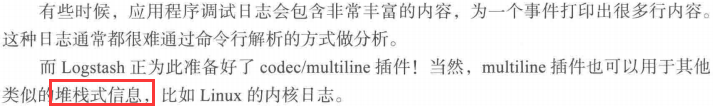 有些时候，应用程序调试日志会包含非常丰富的内容，为一个事件打印出很多行内容。
这种日志通常都很难通过命令行解析的方式做分析。
而 Logstash 正为此准备好了 codec/multiline 插件！当然，multiline 插件也可以用于其他
类似的堆栈式信息，比如 Linux 的内核日志。